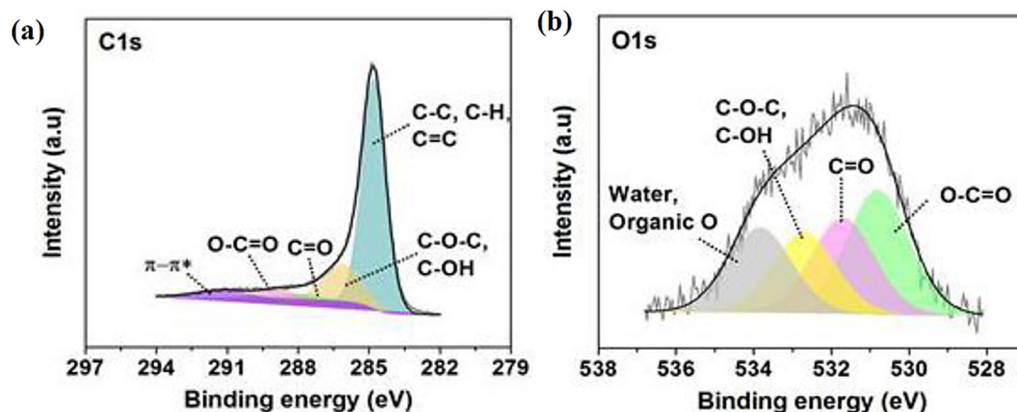 (a)
C1s
C-C, C-H,
C=C
O-C=O
C=O
C-O-C,
C-OH
π–π*
Intensity (a.u)
297 294 291 288 285 282 279
Binding energy (eV)
(b)
O1s
C-O-C,
C-OH
C=O
Water,
Organic O
O-C=O
Intensity (a.u)
538 536 534 532 530 528
Binding energy (eV)